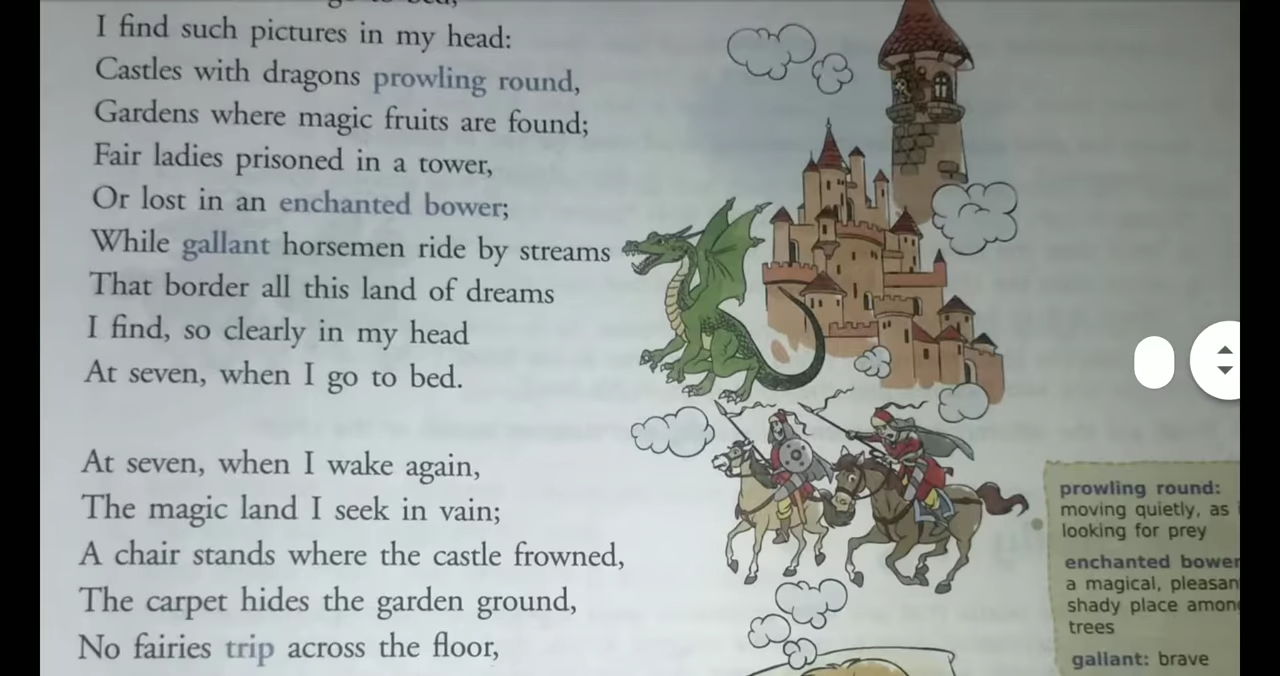 I find such pictures in my head:
Castles with dragons prowling round,
Gardens where magic fruits are found;
Fair ladies prisoned in a tower,
Or lost in an enchanted bower;
While gallant horsemen ride by streams
That border all this land of dreams
I find, so clearly in my head
At seven, when I go to bed.
At seven, when I wake again,
The magic land I seek in vain;
A chair stands where the castle frowned,
The carpet hides the garden ground,
No fairies trip across the floor,
prowling round:
moving quietly, as
looking for prey
enchanted bower
a magical,
shady place
trees
gallant: brave